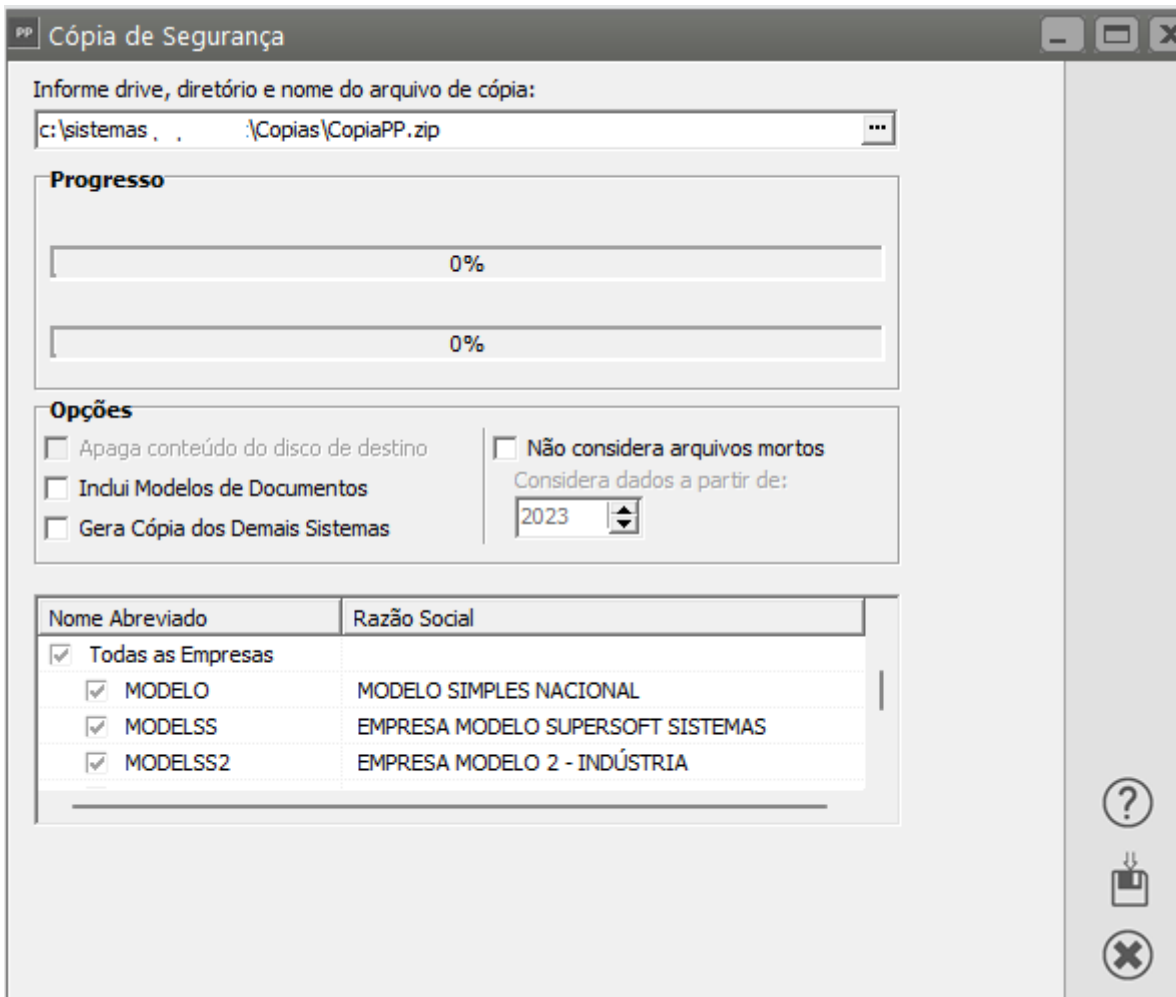 PP Cópia de Segurança
Informe drive, diretório e nome do arquivo de cópia:
c:\sistemas . . :\Copias\CopiaPP.zip ...
Progresso
0%
0%
Opções
Apaga conteúdo do disco de destino
Inclui Modelos de Documentos
Gera Cópia dos Demais Sistemas
Não considera arquivos mortos
Considera dados a partir de:
2023
Nome Abreviado Razão Social
Todas as Empresas
MODELO MODELO SIMPLES NACIONAL
MODELSS EMPRESA MODELO SUPERSOFT SISTEMAS
MODELSS2 EMPRESA MODELO 2 - INDÚSTRIA
?